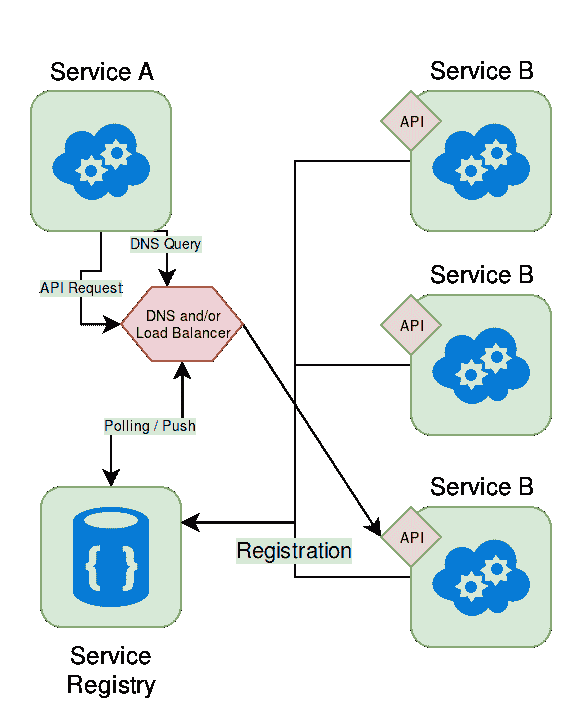 Service A
Service B
API
DNS Query
API Request
Service B
API
DNS and/or
Load Balancer
Polling / Push
Service B
API
Registration
{ }
Service
Registry